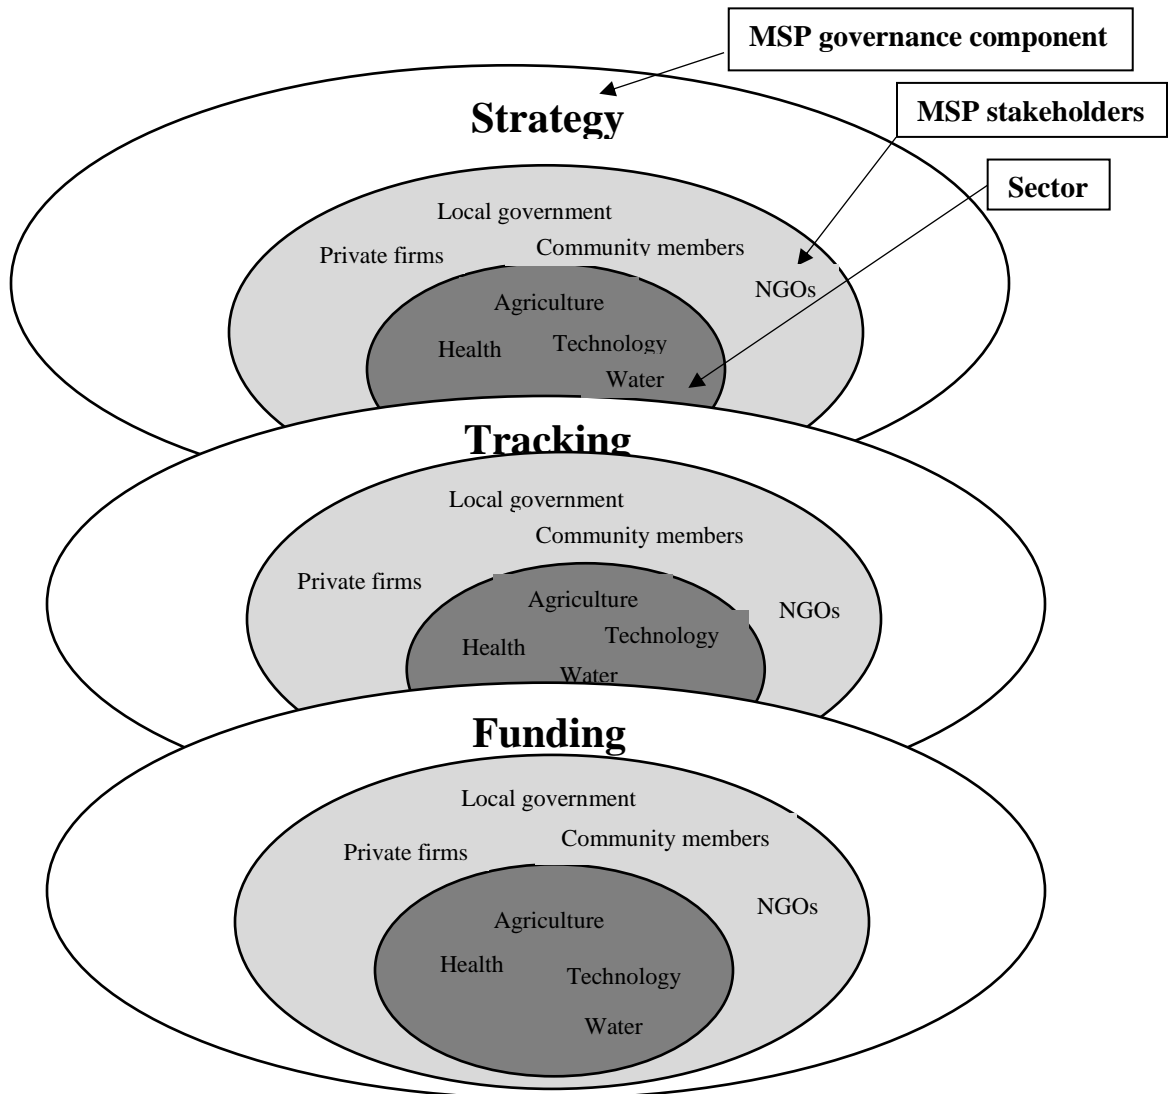 MSP governance component
MSP stakeholders
Sector
Strategy
Local government
Private firms
Community members
NGOs
Agriculture
Health
Technology
Water
Tracking
Local government
Community members
Private firms
NGOs
Agriculture
Health
Technology
Water
Funding
Local government
Private firms
Community members
NGOs
Agriculture
Health
Technology
Water